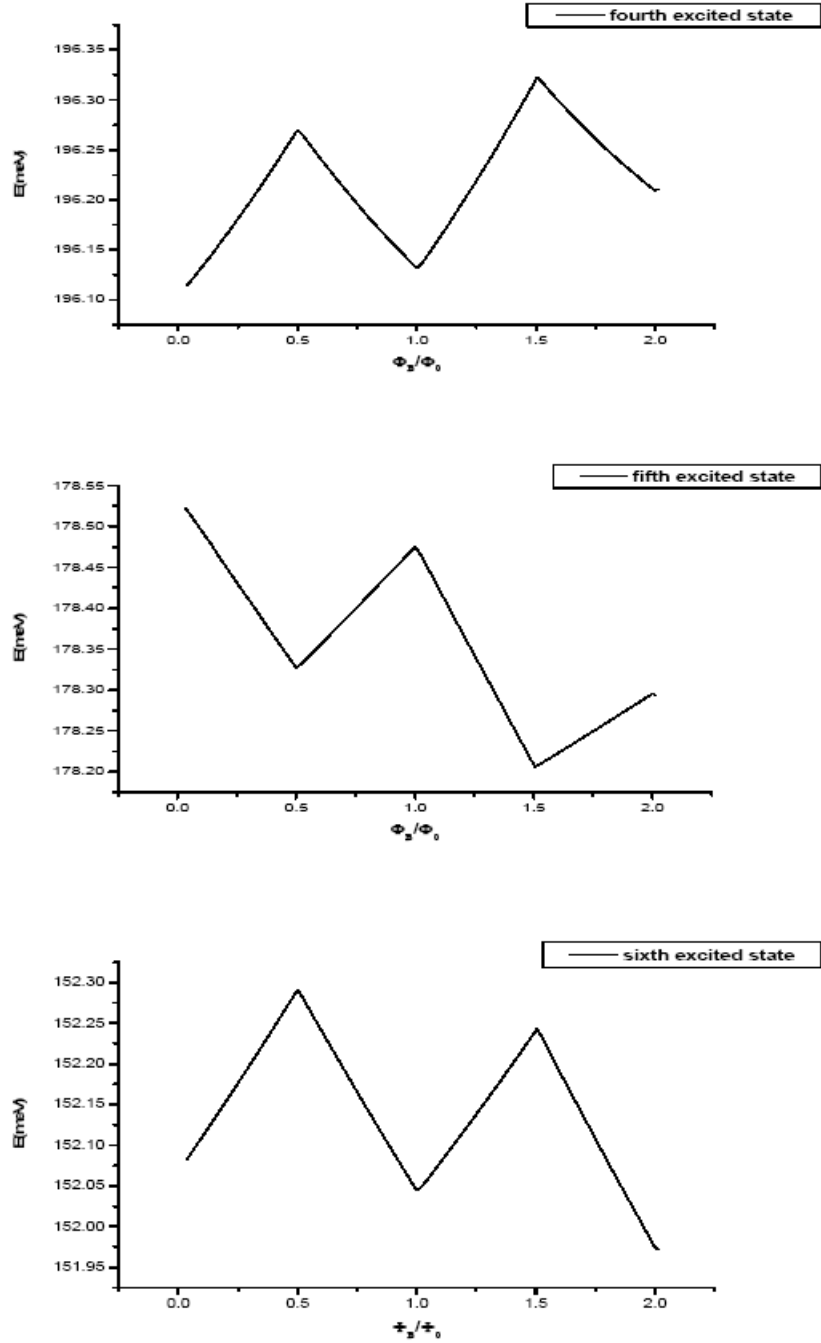 fourth excited state
196.35
196.30
196.25
196.20
196.15
196.10
E(meV)
0.0 0.5 1.0 1.5 2.0
Φ_B/Φ_0
fifth excited state
178.55
178.50
178.45
178.40
178.35
178.30
178.25
178.20
E(meV)
0.0 0.5 1.0 1.5 2.0
Φ_B/Φ_0
sixth excited state
152.30
152.25
152.20
152.15
152.10
152.05
152.00
151.95
E(meV)
0.0 0.5 1.0 1.5 2.0
Φ_B/Φ_0